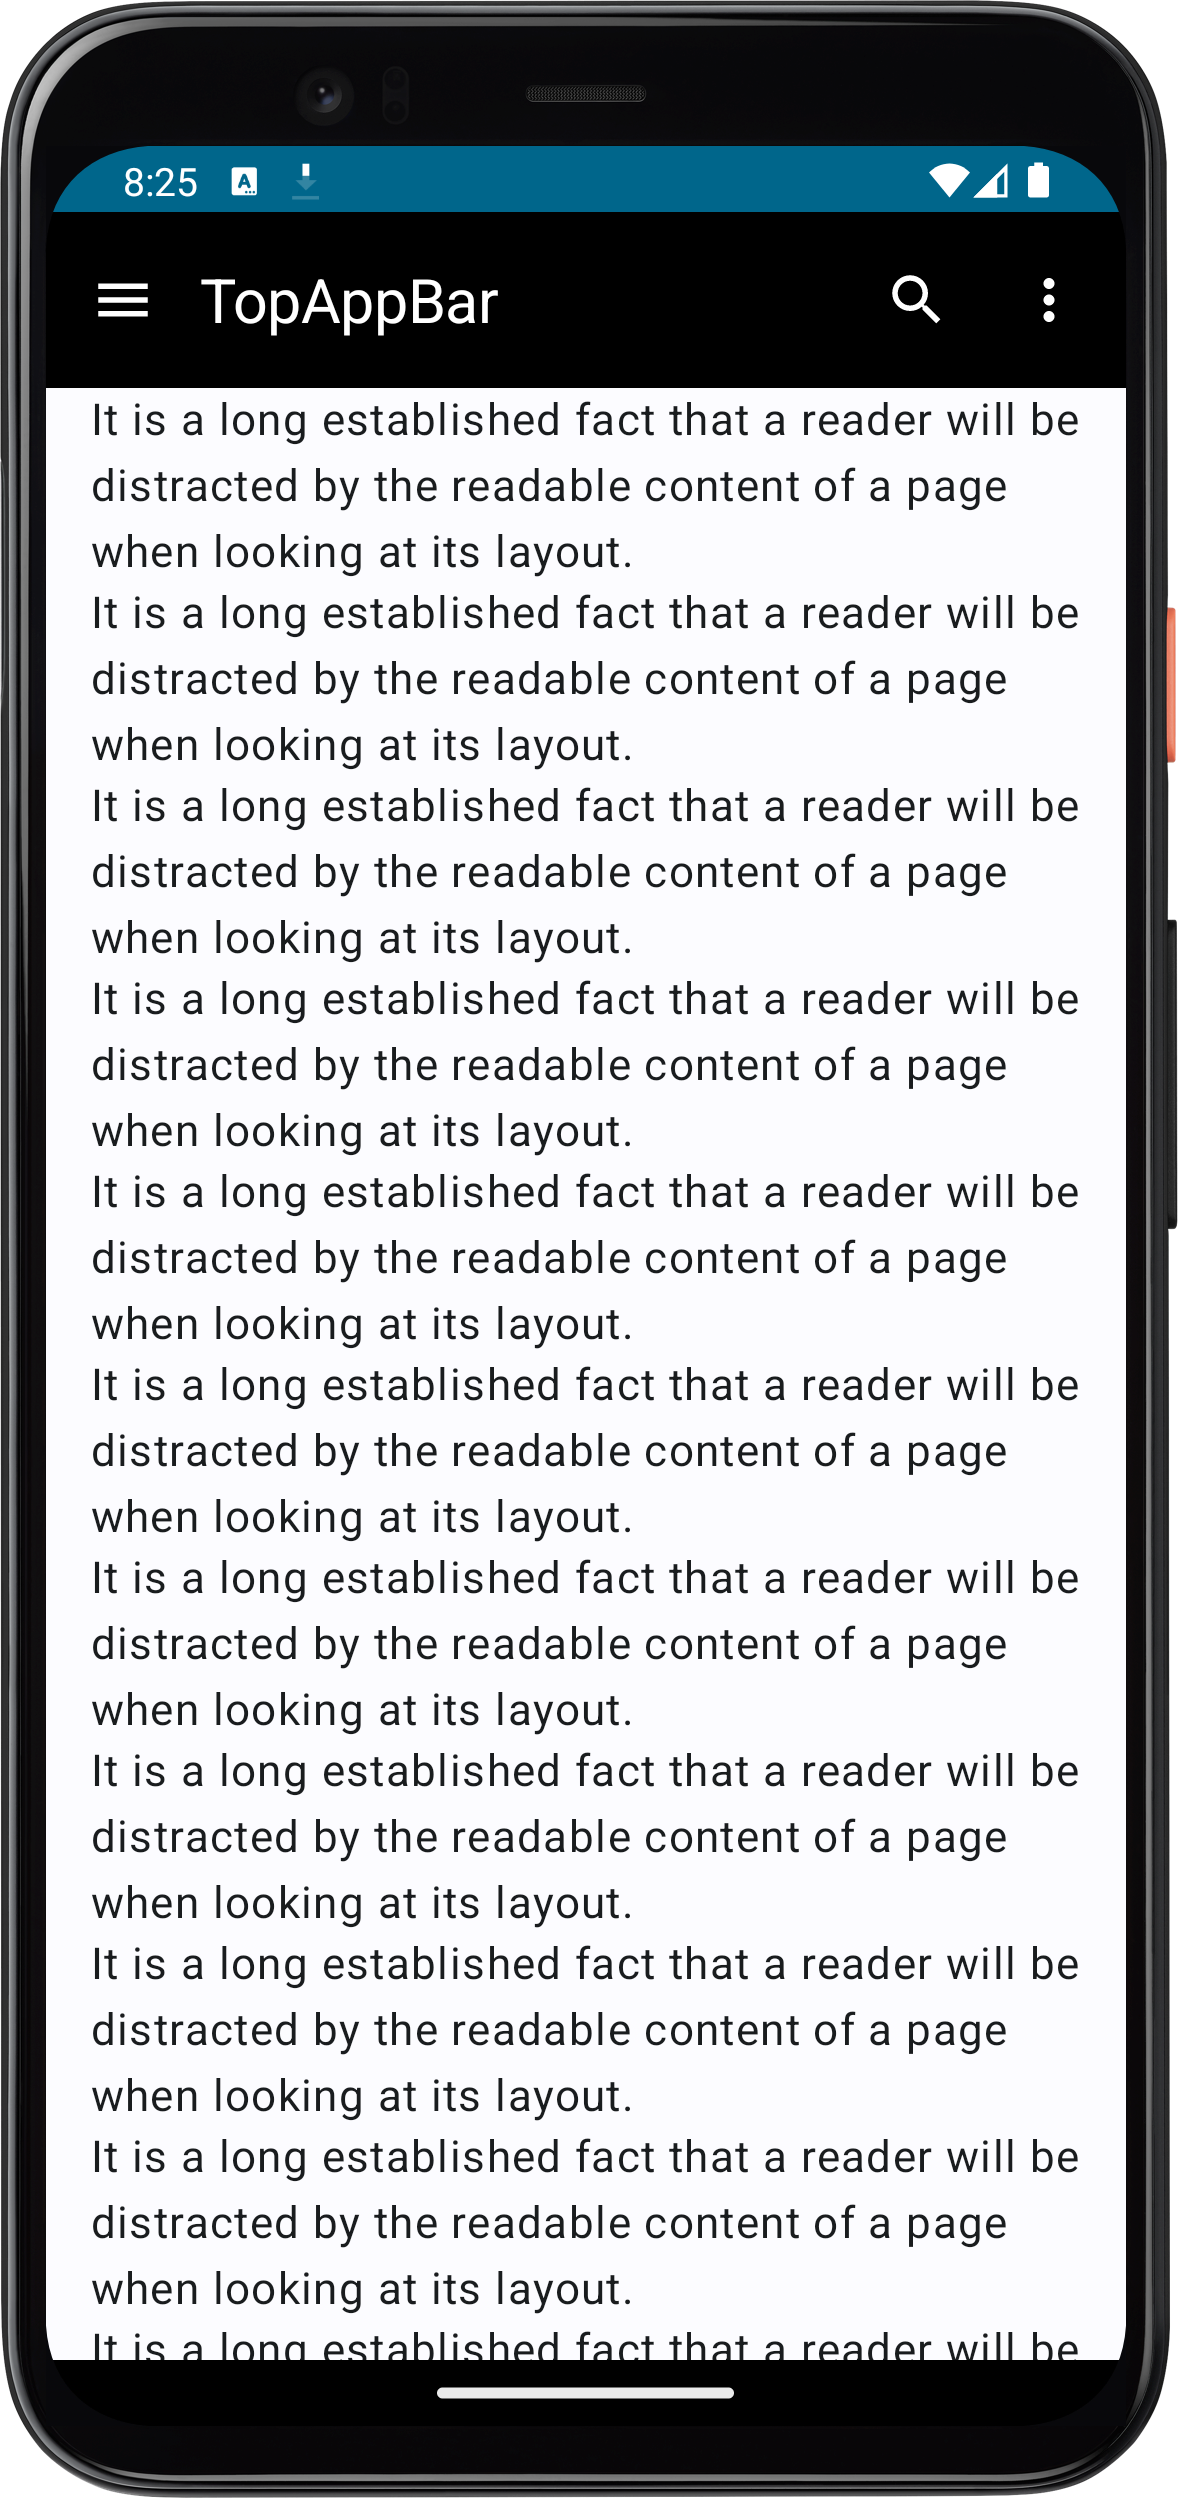 8:25
TopAppBar
It is a long established fact that a reader will be
distracted by the readable content of a page
when looking at its layout.
It is a long established fact that a reader will be
distracted by the readable content of a page
when looking at its layout.
It is a long established fact that a reader will be
distracted by the readable content of a page
when looking at its layout.
It is a long established fact that a reader will be
distracted by the readable content of a page
when looking at its layout.
It is a long established fact that a reader will be
distracted by the readable content of a page
when looking at its layout.
It is a long established fact that a reader will be
distracted by the readable content of a page
when looking at its layout.
It is a long established fact that a reader will be
distracted by the readable content of a page
when looking at its layout.
It is a long established fact that a reader will be
distracted by the readable content of a page
when looking at its layout.
It is a long established fact that a reader will be
distracted by the readable content of a page
when looking at its layout.
It is a long established fact that a reader will be
distracted by the readable content of a page
when looking at its layout.
It is a long established fact that a reader will be